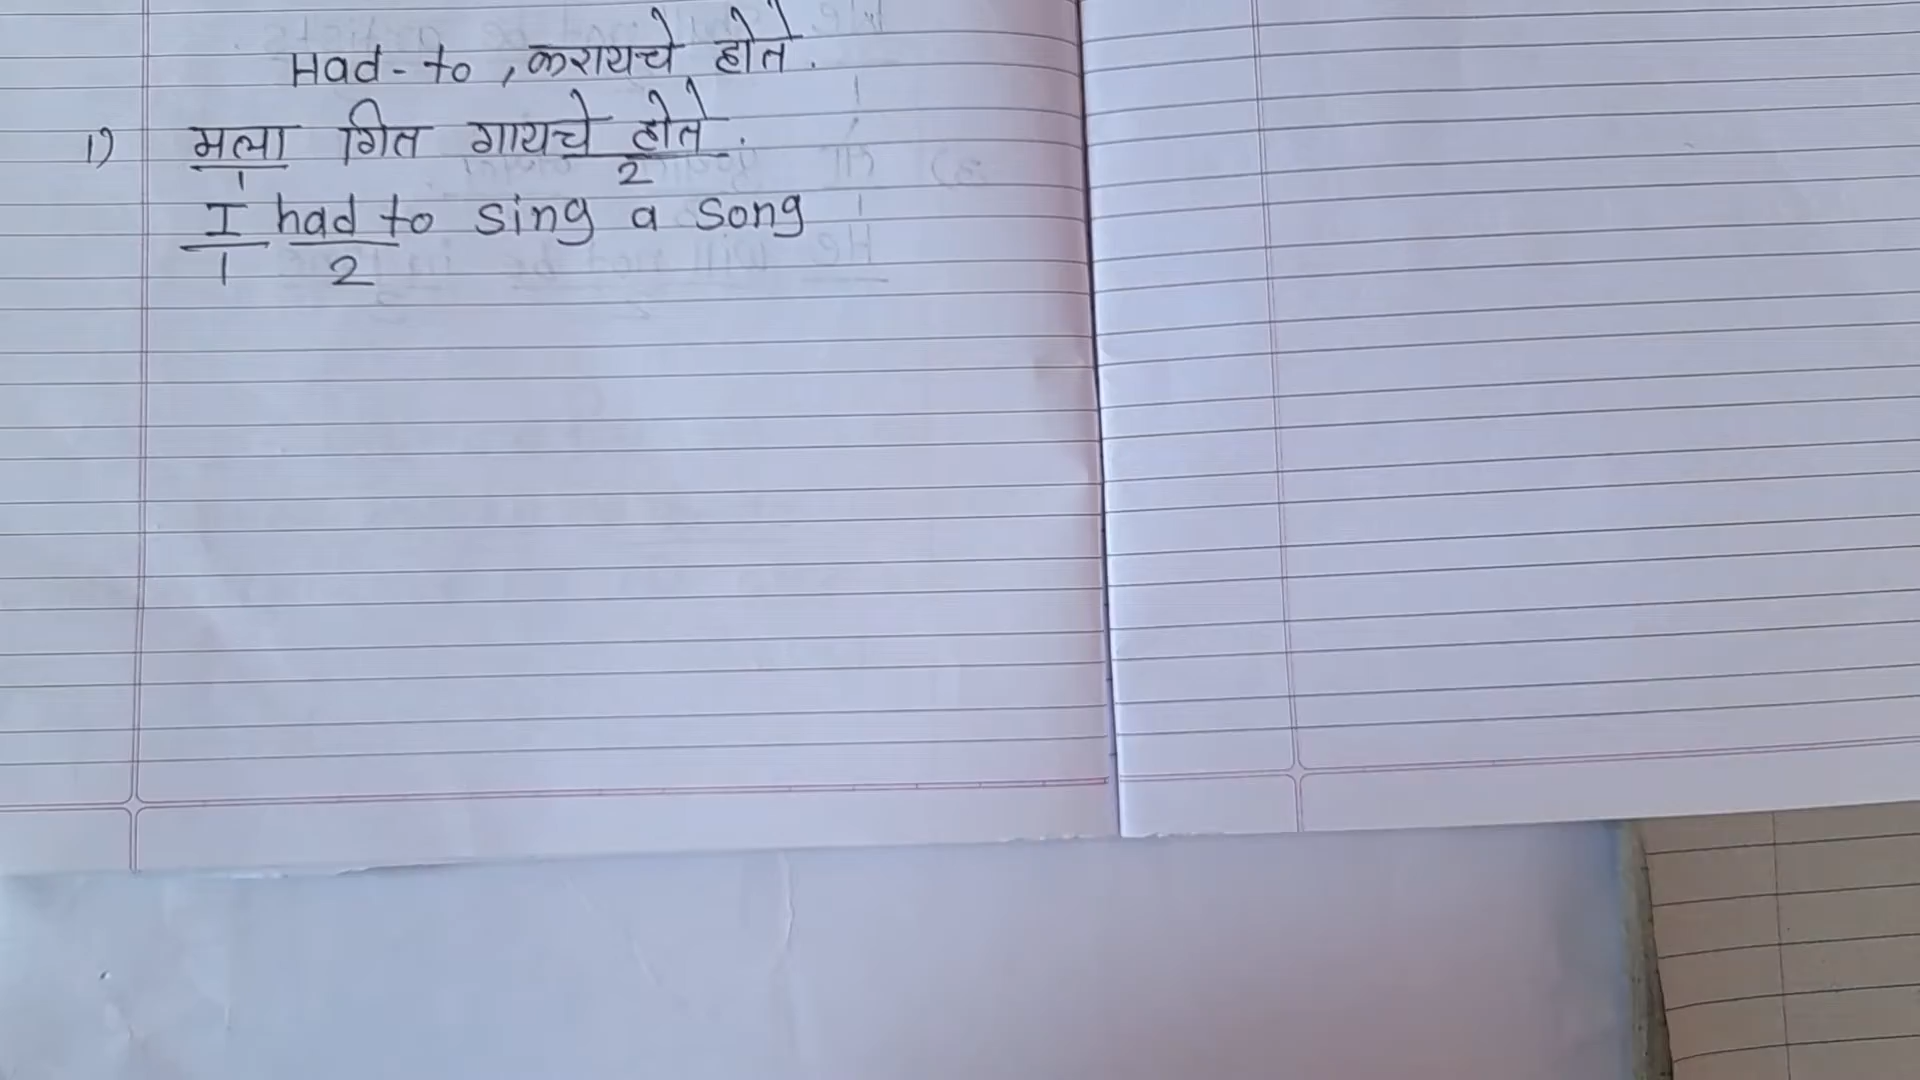 Had-to, करायचे होते.
1) मला गित गायचे होते.
1 2
I had to sing a song
1 2